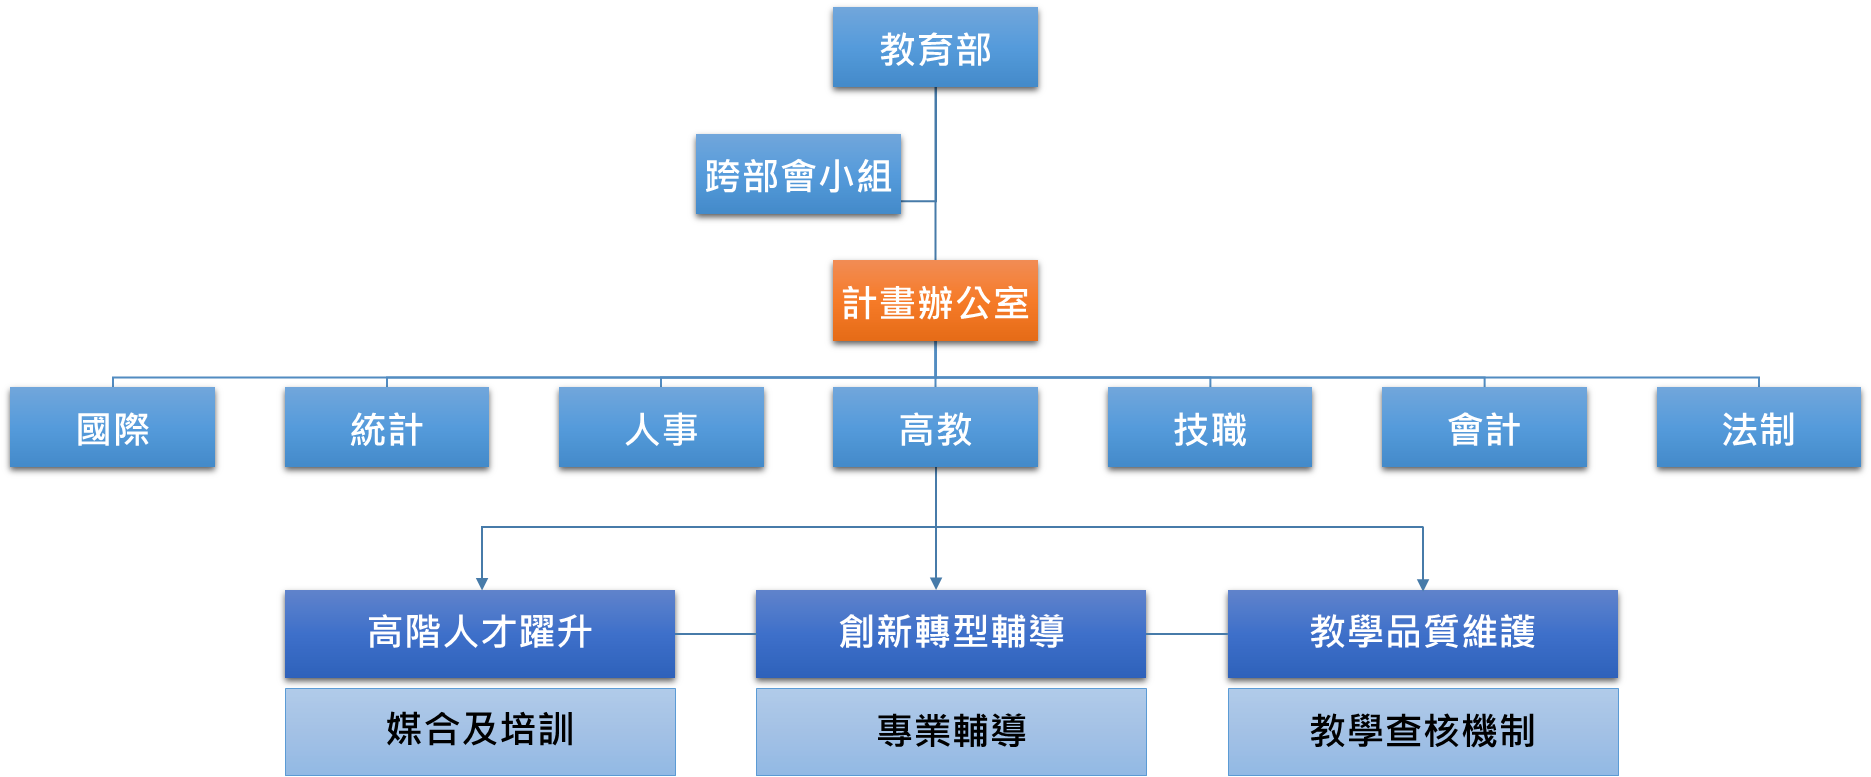 教育部
跨部會小組
計畫辦公室
國際
統計
人事
高教
技職
會計
法制
高階人才躍升
創新轉型輔導
教學品質維護
媒合及培訓
專業輔導
教學查核機制